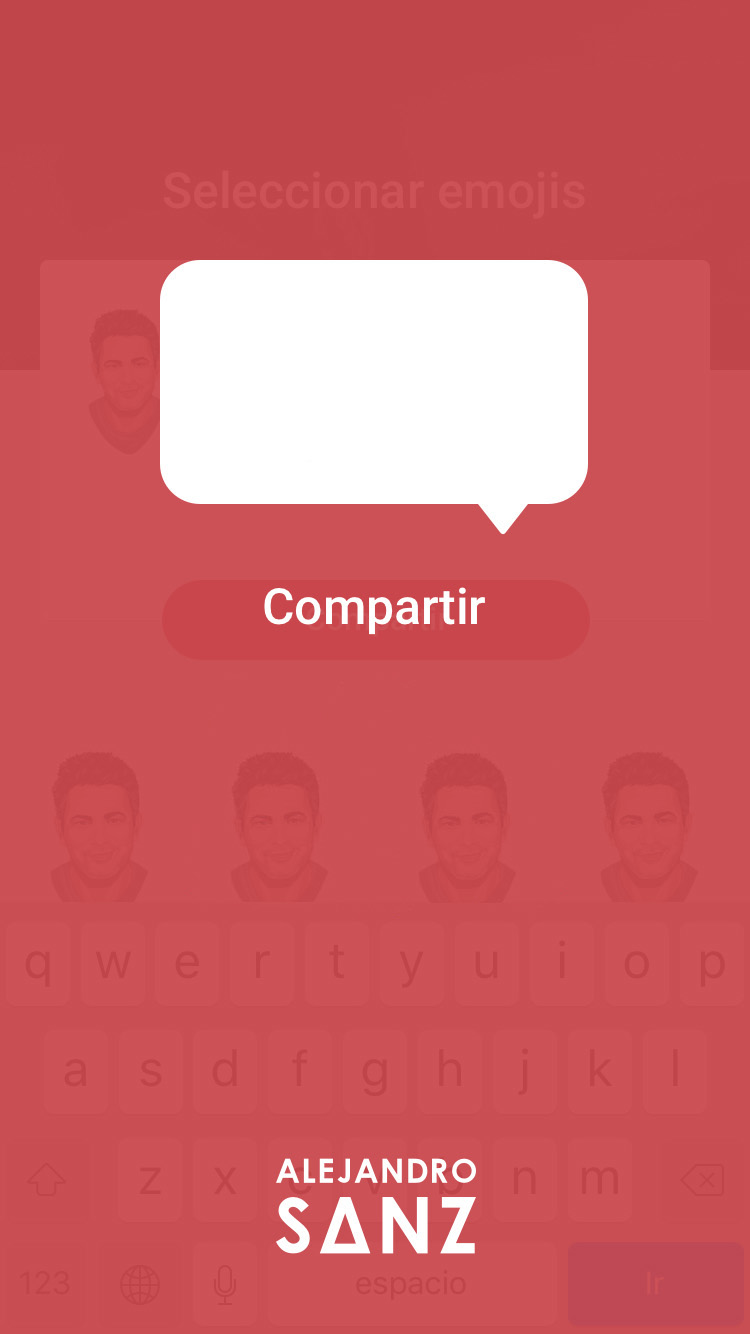 Seleccionar emojis
Compartir
q w e r t y u i o p
a s d f g h j k l
z x c v b n m
ALEJANDRO
SANZ
123 espacio Ir